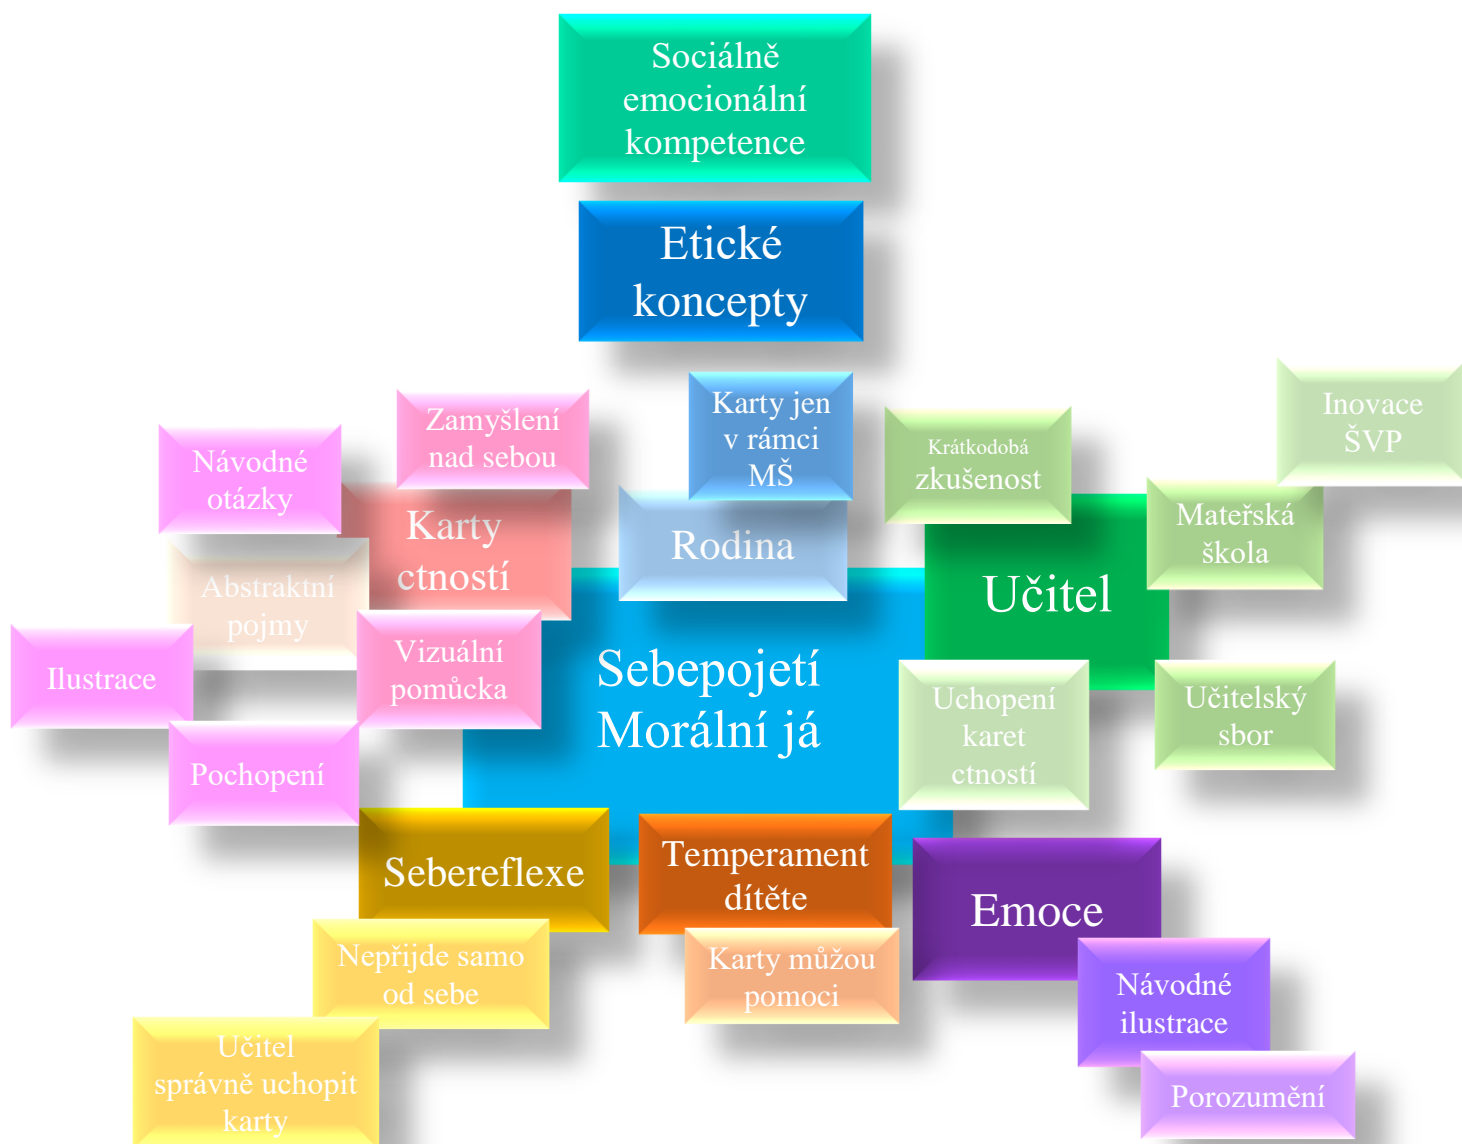 Sociálně
emocionální
kompetence
Etické
koncepty
Zamyšlení
nad sebou
Karty jen
v rámci
MŠ
Krátkodobá
zkušenost
Inovace
ŠVP
Návodné
otázky
Karty
ctností
Rodina
Učitel
Mateřská
škola
Abstraktní
pojmy
Ilustrace
Vizuální
pomůcka
Sebepojetí
Morální já
Uchopení
karet
ctností
Učitelský
sbor
Pochopení
Sebereflexe
Temperament
dítěte
Emoce
Nepřijde samo
od sebe
Karty můžou
pomoci
Návodné
ilustrace
Učitel
správně uchopit
karty
Porozumění